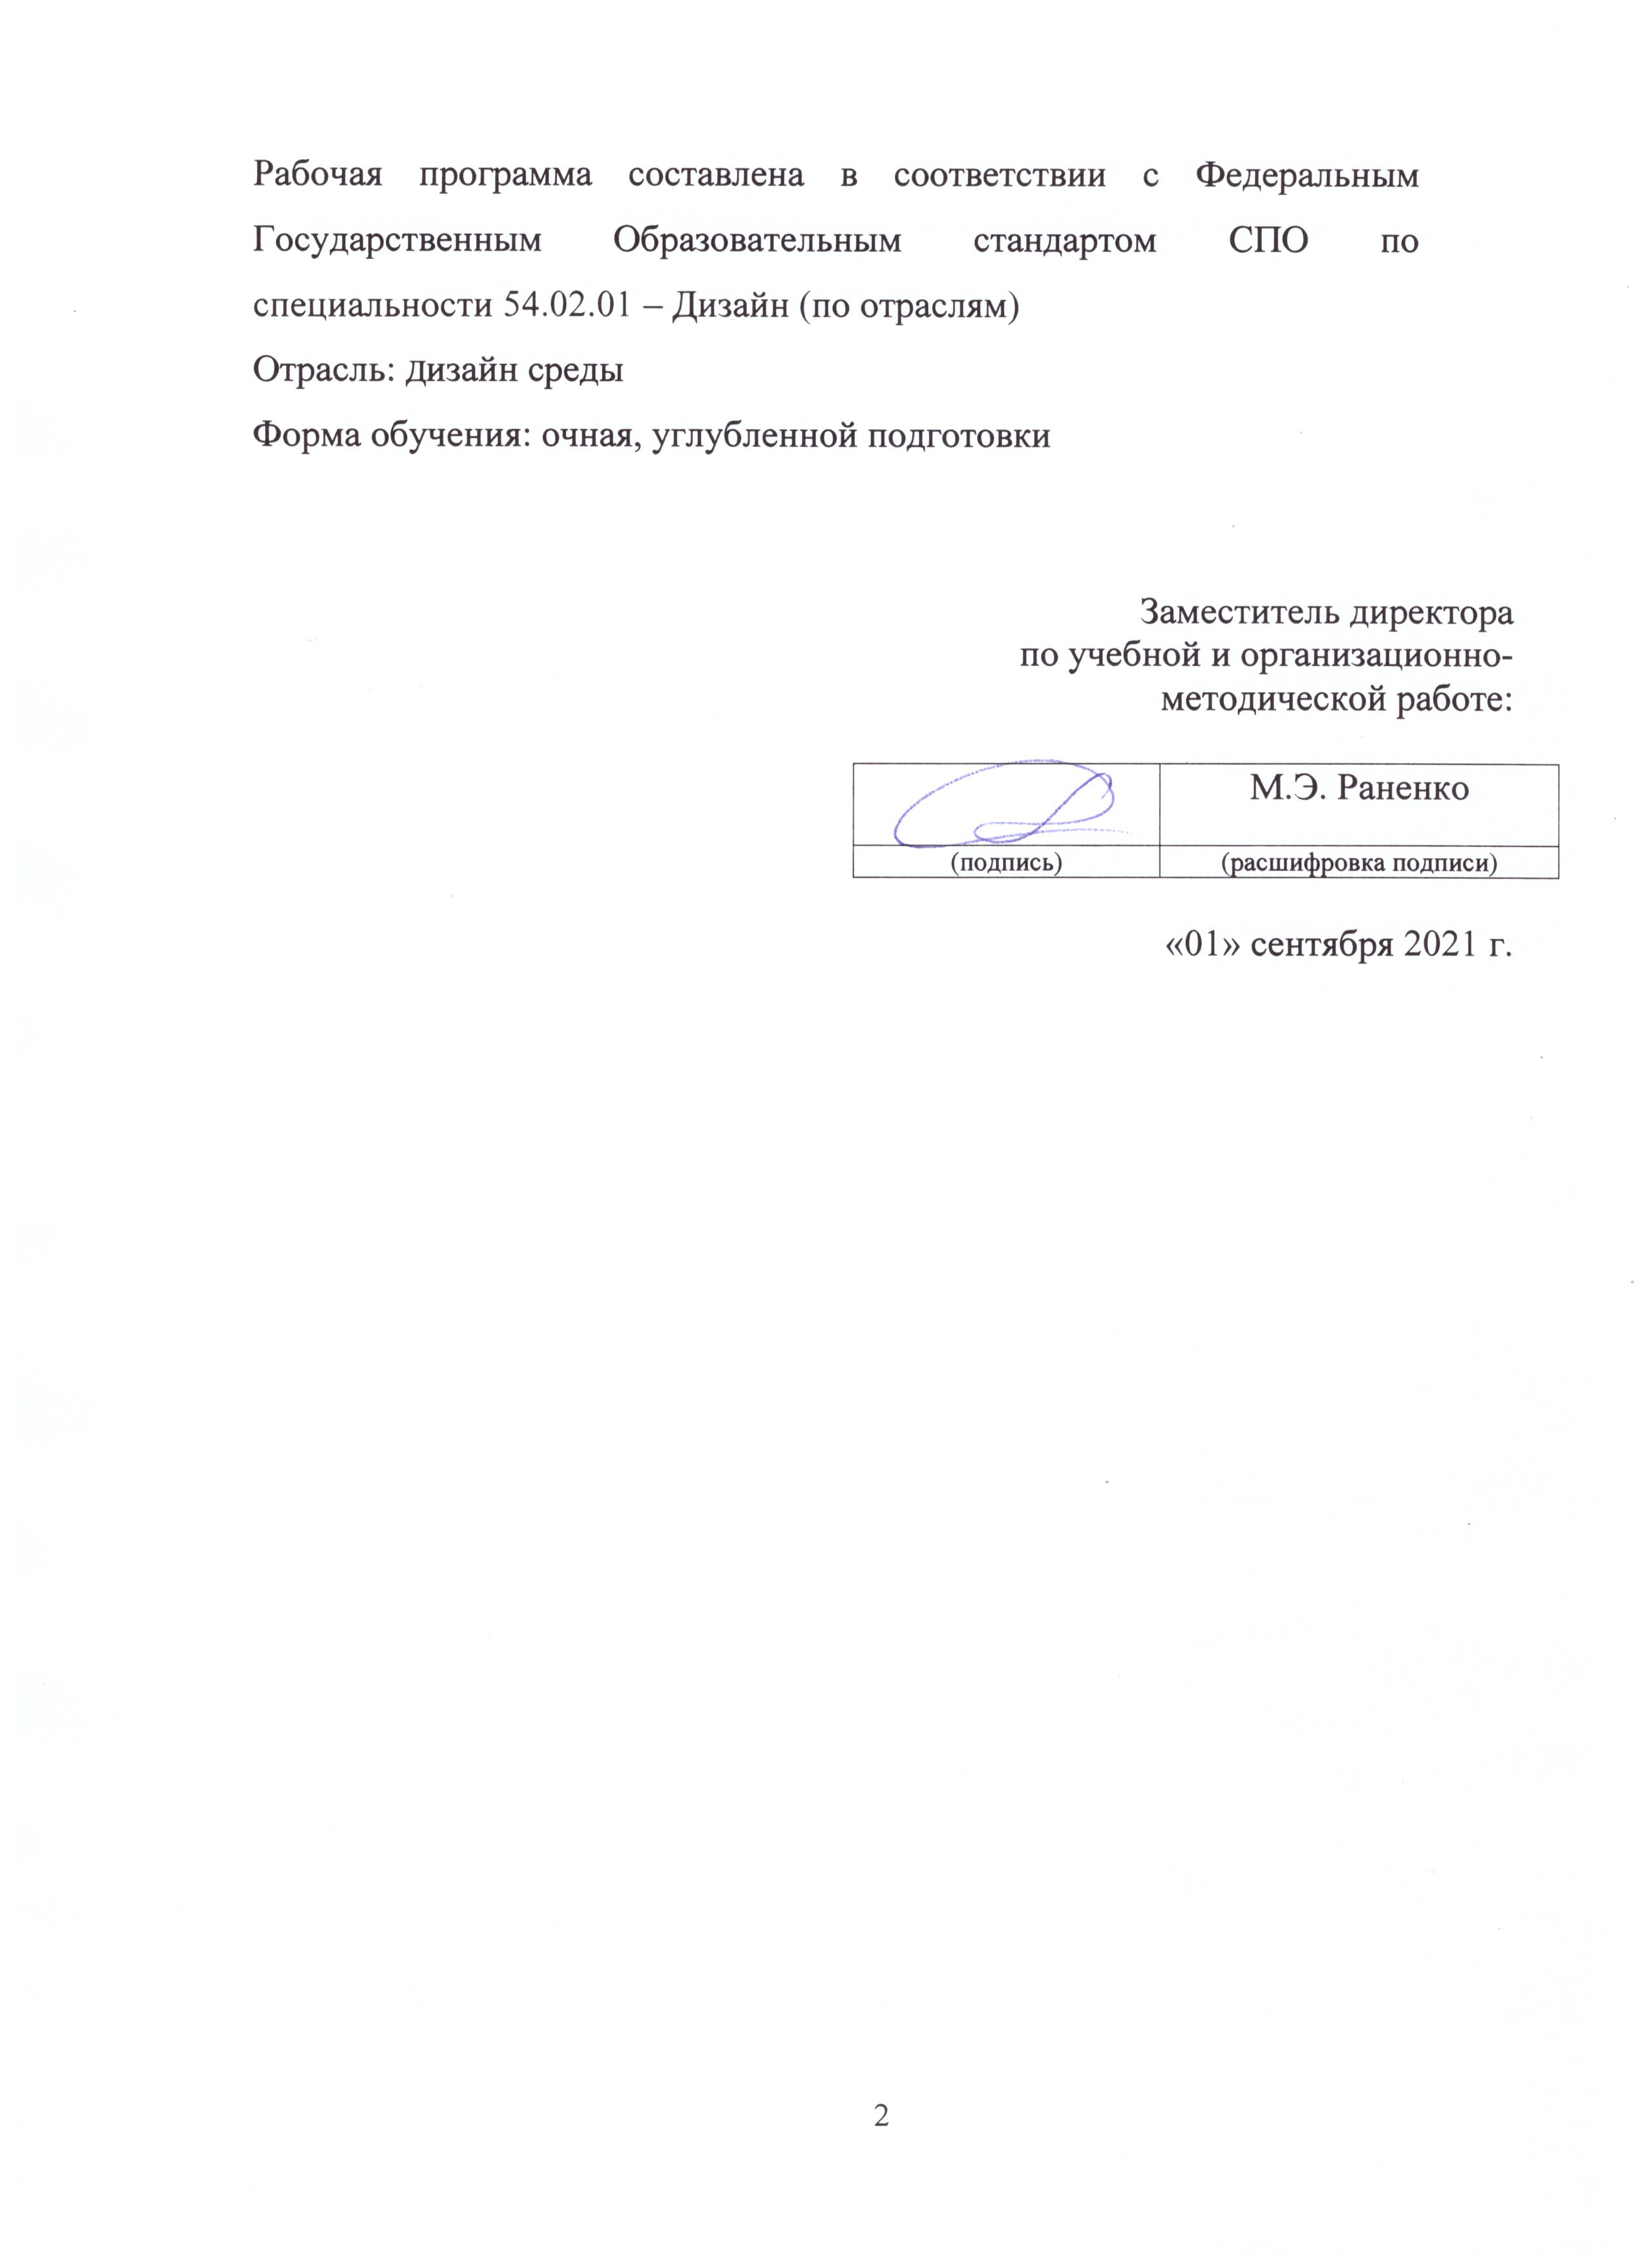 Рабочая программа составлена в соответствии с Федеральным
Государственным Образовательным стандартом СПО по
специальности 54.02.01 – Дизайн (по отраслям)
Отрасль: Дизайн среды
Форма обучения: очная, углубленной подготовки
Заместитель директора
по учебной и организационно-
методической работе:
М.Э. Раненко
(подпись) (расшифровка подписи)
«01» сентября 2021 г.
2